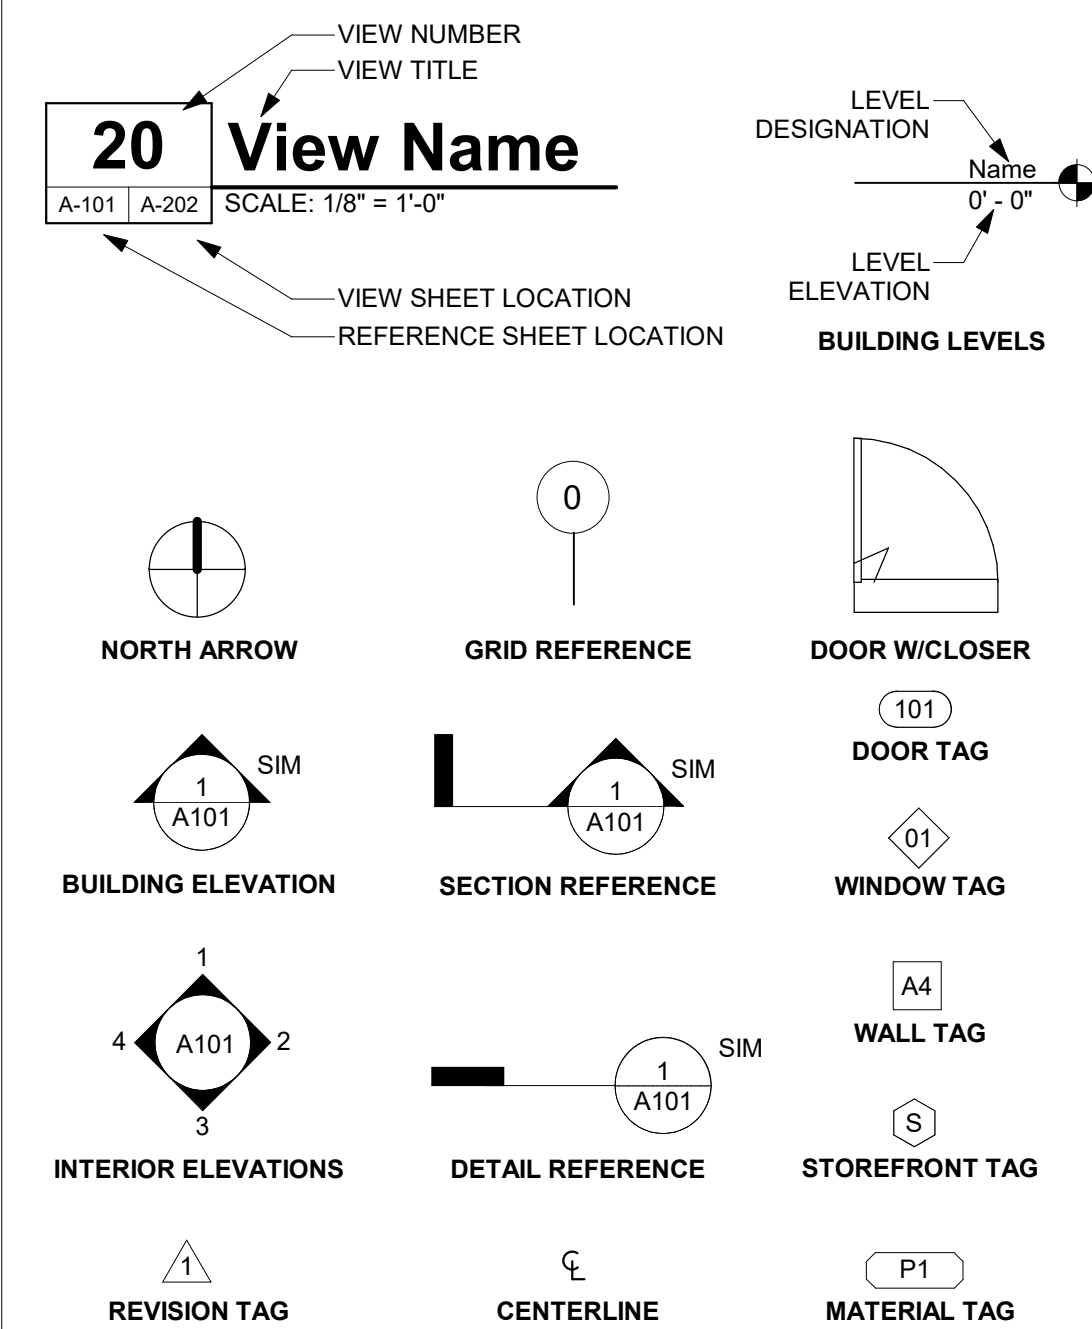 VIEW NUMBER
VIEW TITLE
20
View Name
A-101
A-202
SCALE: 1/8" = 1'-0"
VIEW SHEET LOCATION
REFERENCE SHEET LOCATION
LEVEL
DESIGNATION
Name
0' - 0"
LEVEL
ELEVATION
BUILDING LEVELS
NORTH ARROW
0
GRID REFERENCE
DOOR W/CLOSER
101
DOOR TAG
1
A101
SIM
BUILDING ELEVATION
1
A101
SIM
SECTION REFERENCE
01
WINDOW TAG
1
4
A101
2
3
INTERIOR ELEVATIONS
1
A101
SIM
DETAIL REFERENCE
A4
WALL TAG
S
STOREFRONT TAG
1
REVISION TAG
℄
CENTERLINE
P1
MATERIAL TAG